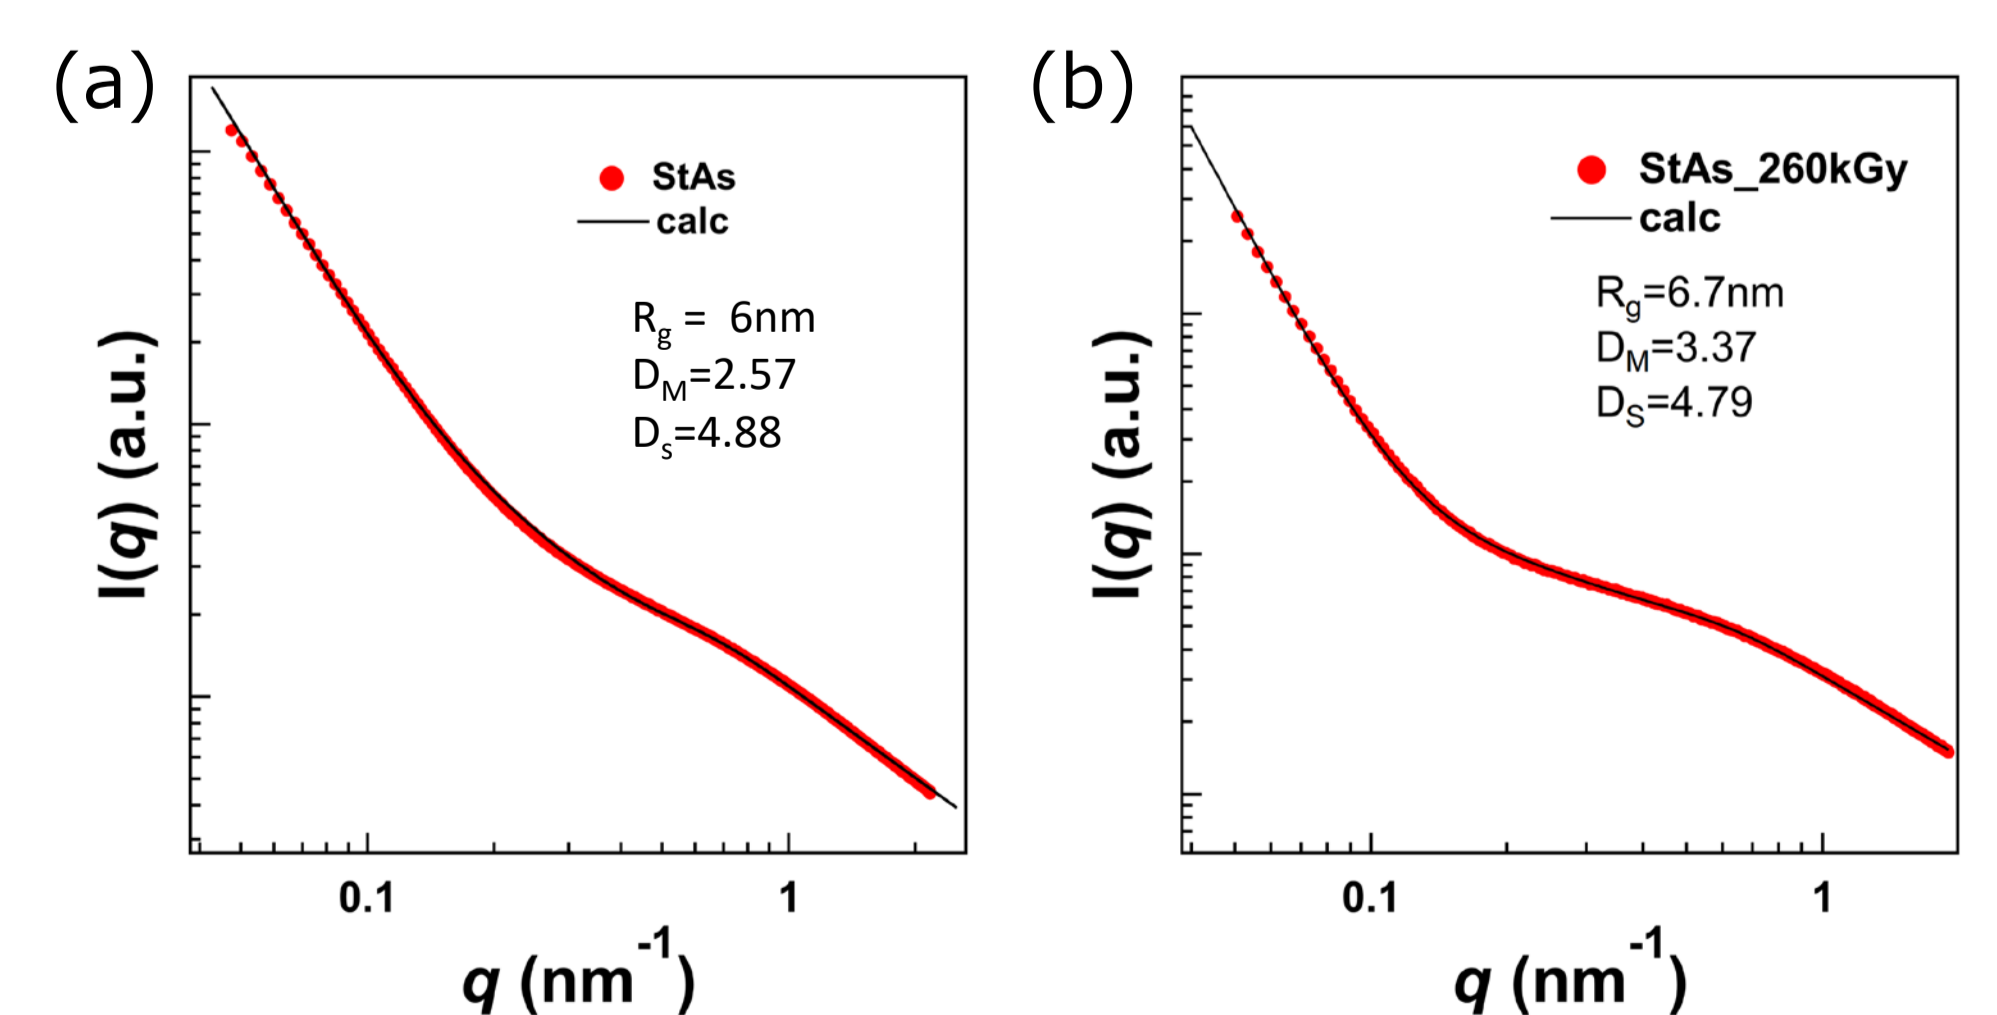 (a)
StAs
calc
Rg = 6nm
DM=2.57
Ds=4.88
I(q) (a.u.)
0.1
1
q (nm-1)
(b)
StAs_260kGy
calc
Rg=6.7nm
DM=3.37
DS=4.79
I(q) (a.u.)
0.1
1
q (nm-1)